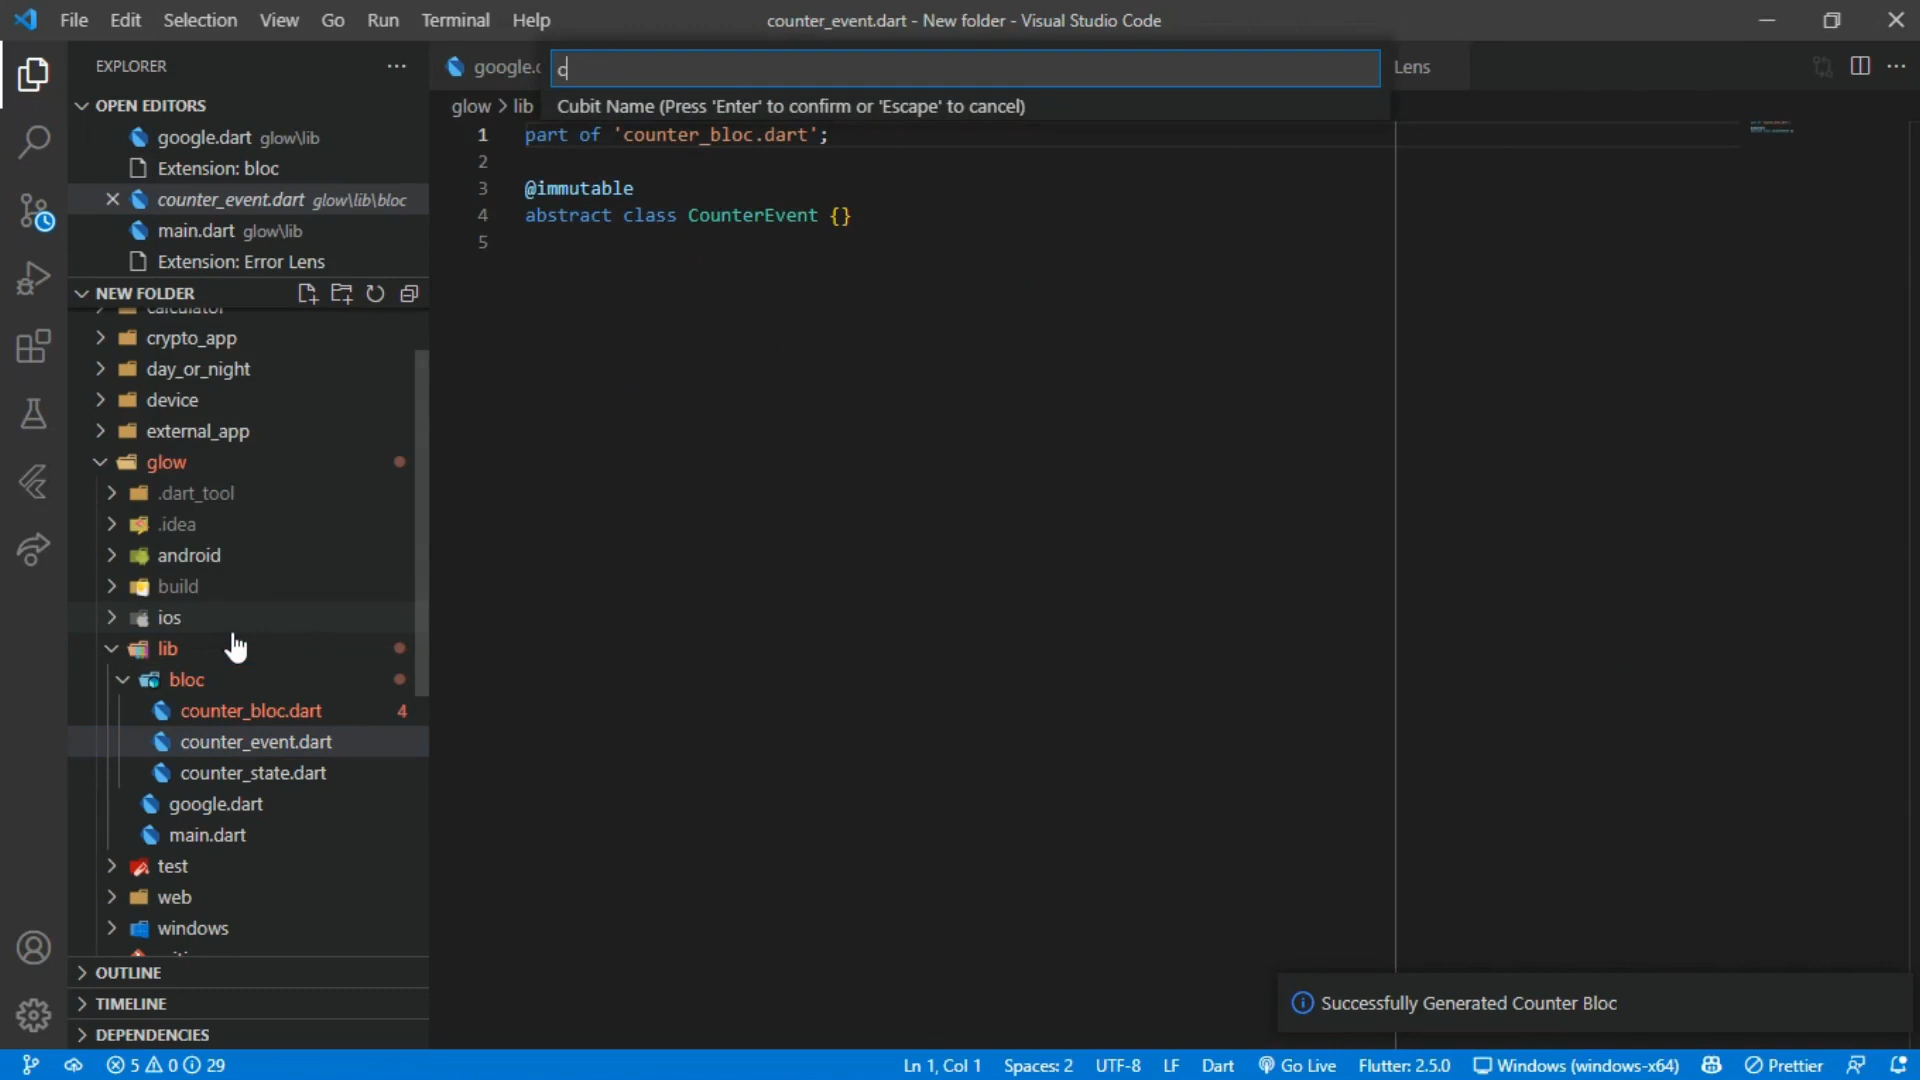 File Edit Selection View Go Run Terminal Help
counter_event.dart - New folder - Visual Studio Code
EXPLORER
OPEN EDITORS
google.dart glow\lib
Extension: bloc
counter_event.dart glow\lib\bloc
main.dart glow\lib
Extension: Error Lens
NEW FOLDER
calculator
crypto_app
day_or_night
device
external_app
glow
.dart_tool
.idea
android
build
ios
lib
bloc
counter_bloc.dart 4
counter_event.dart
counter_state.dart
google.dart
main.dart
test
web
windows
OUTLINE
TIMELINE
DEPENDENCIES
google.d
c
Lens
glow > lib
Cubit Name (Press 'Enter' to confirm or 'Escape' to cancel)
1 part of 'counter_bloc.dart';
2
3 @immutable
4 abstract class CounterEvent {}
5
Successfully Generated Counter Bloc
5 0 29
Ln 1, Col 1 Spaces: 2 UTF-8 LF Dart Go Live Flutter: 2.5.0 Windows (windows-x64) Prettier